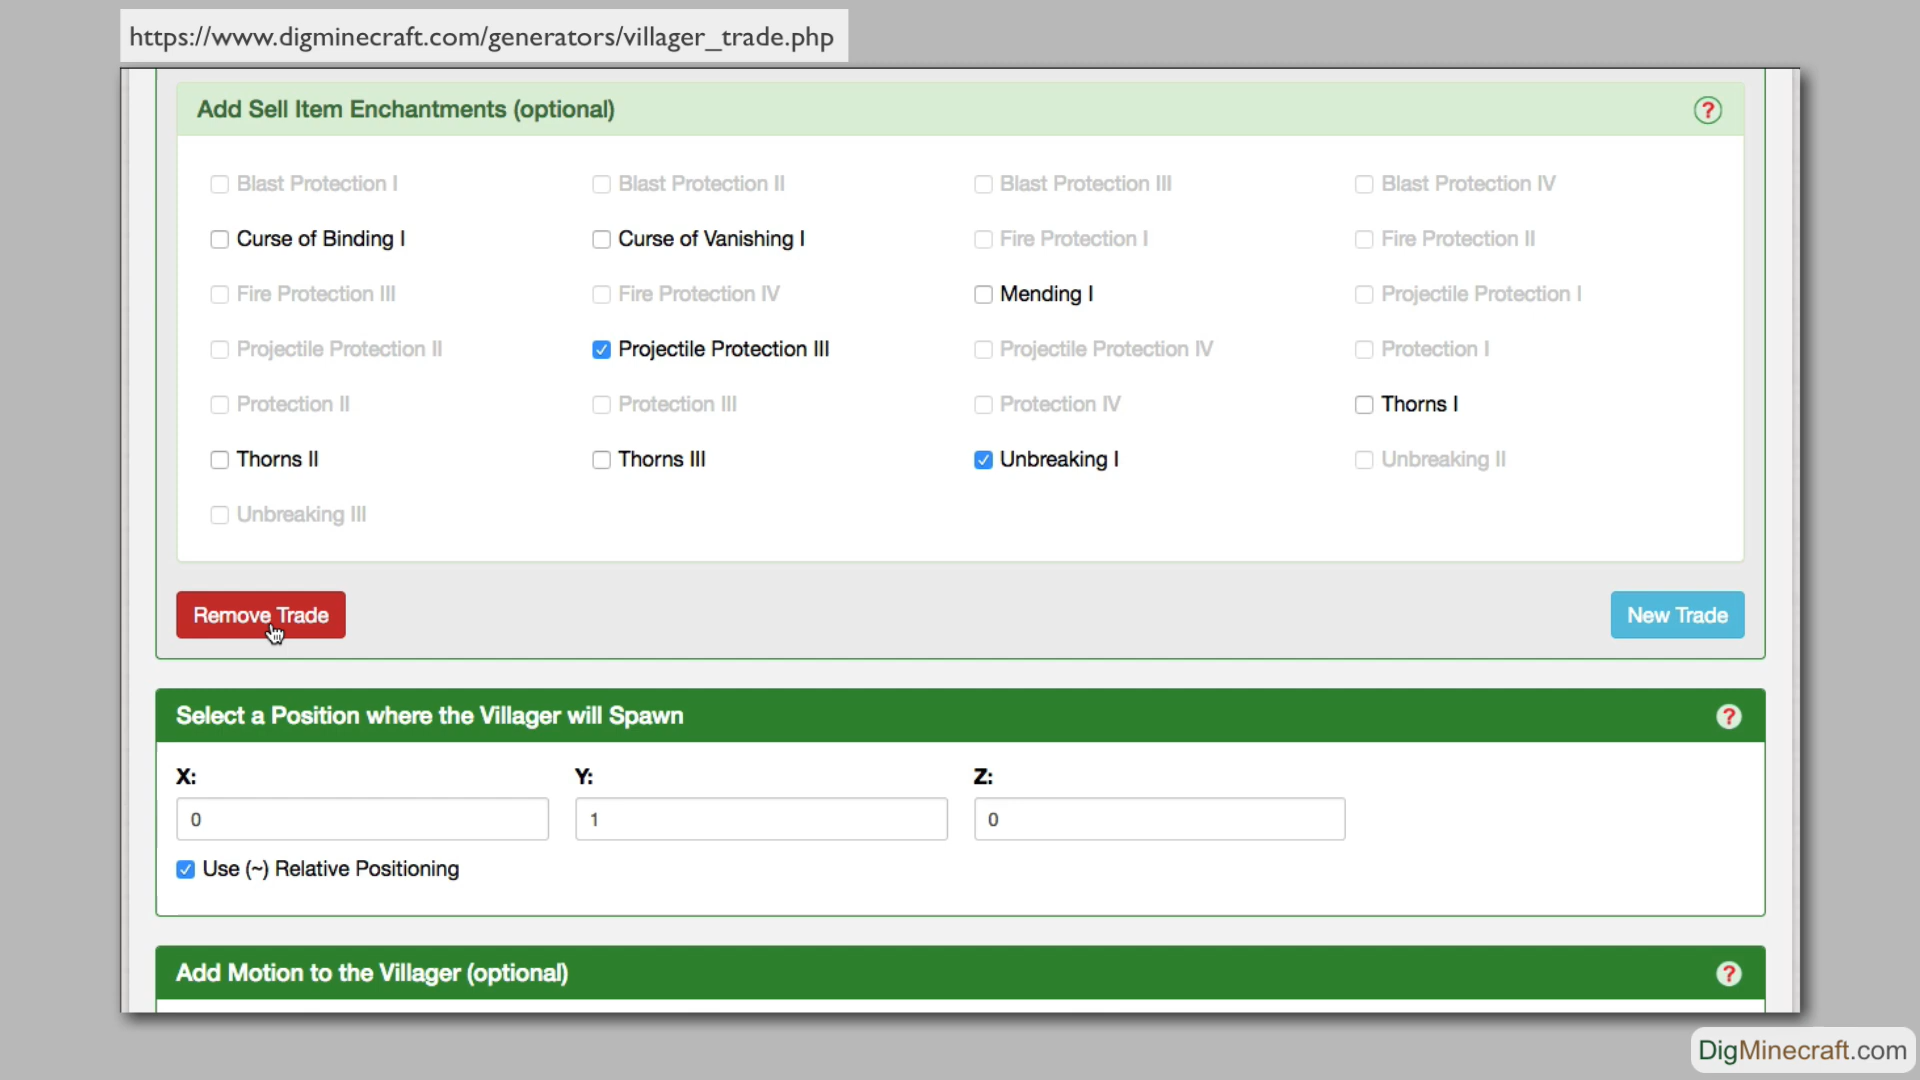 https://www.digminecraft.com/generators/villager_trade.php
Add Sell Item Enchantments (optional)
?
Blast Protection I
Blast Protection II
Blast Protection III
Blast Protection IV
Curse of Binding I
Curse of Vanishing I
Fire Protection I
Fire Protection II
Fire Protection III
Fire Protection IV
Mending I
Projectile Protection I
Projectile Protection II
Projectile Protection III
Projectile Protection IV
Protection I
Protection II
Protection III
Protection IV
Thorns I
Thorns II
Thorns III
Unbreaking I
Unbreaking II
Unbreaking III
Remove Trade
New Trade
Select a Position where the Villager will Spawn
?
X:
Y:
Z:
0
1
0
Use (~) Relative Positioning
Add Motion to the Villager (optional)
?
DigMinecraft.com